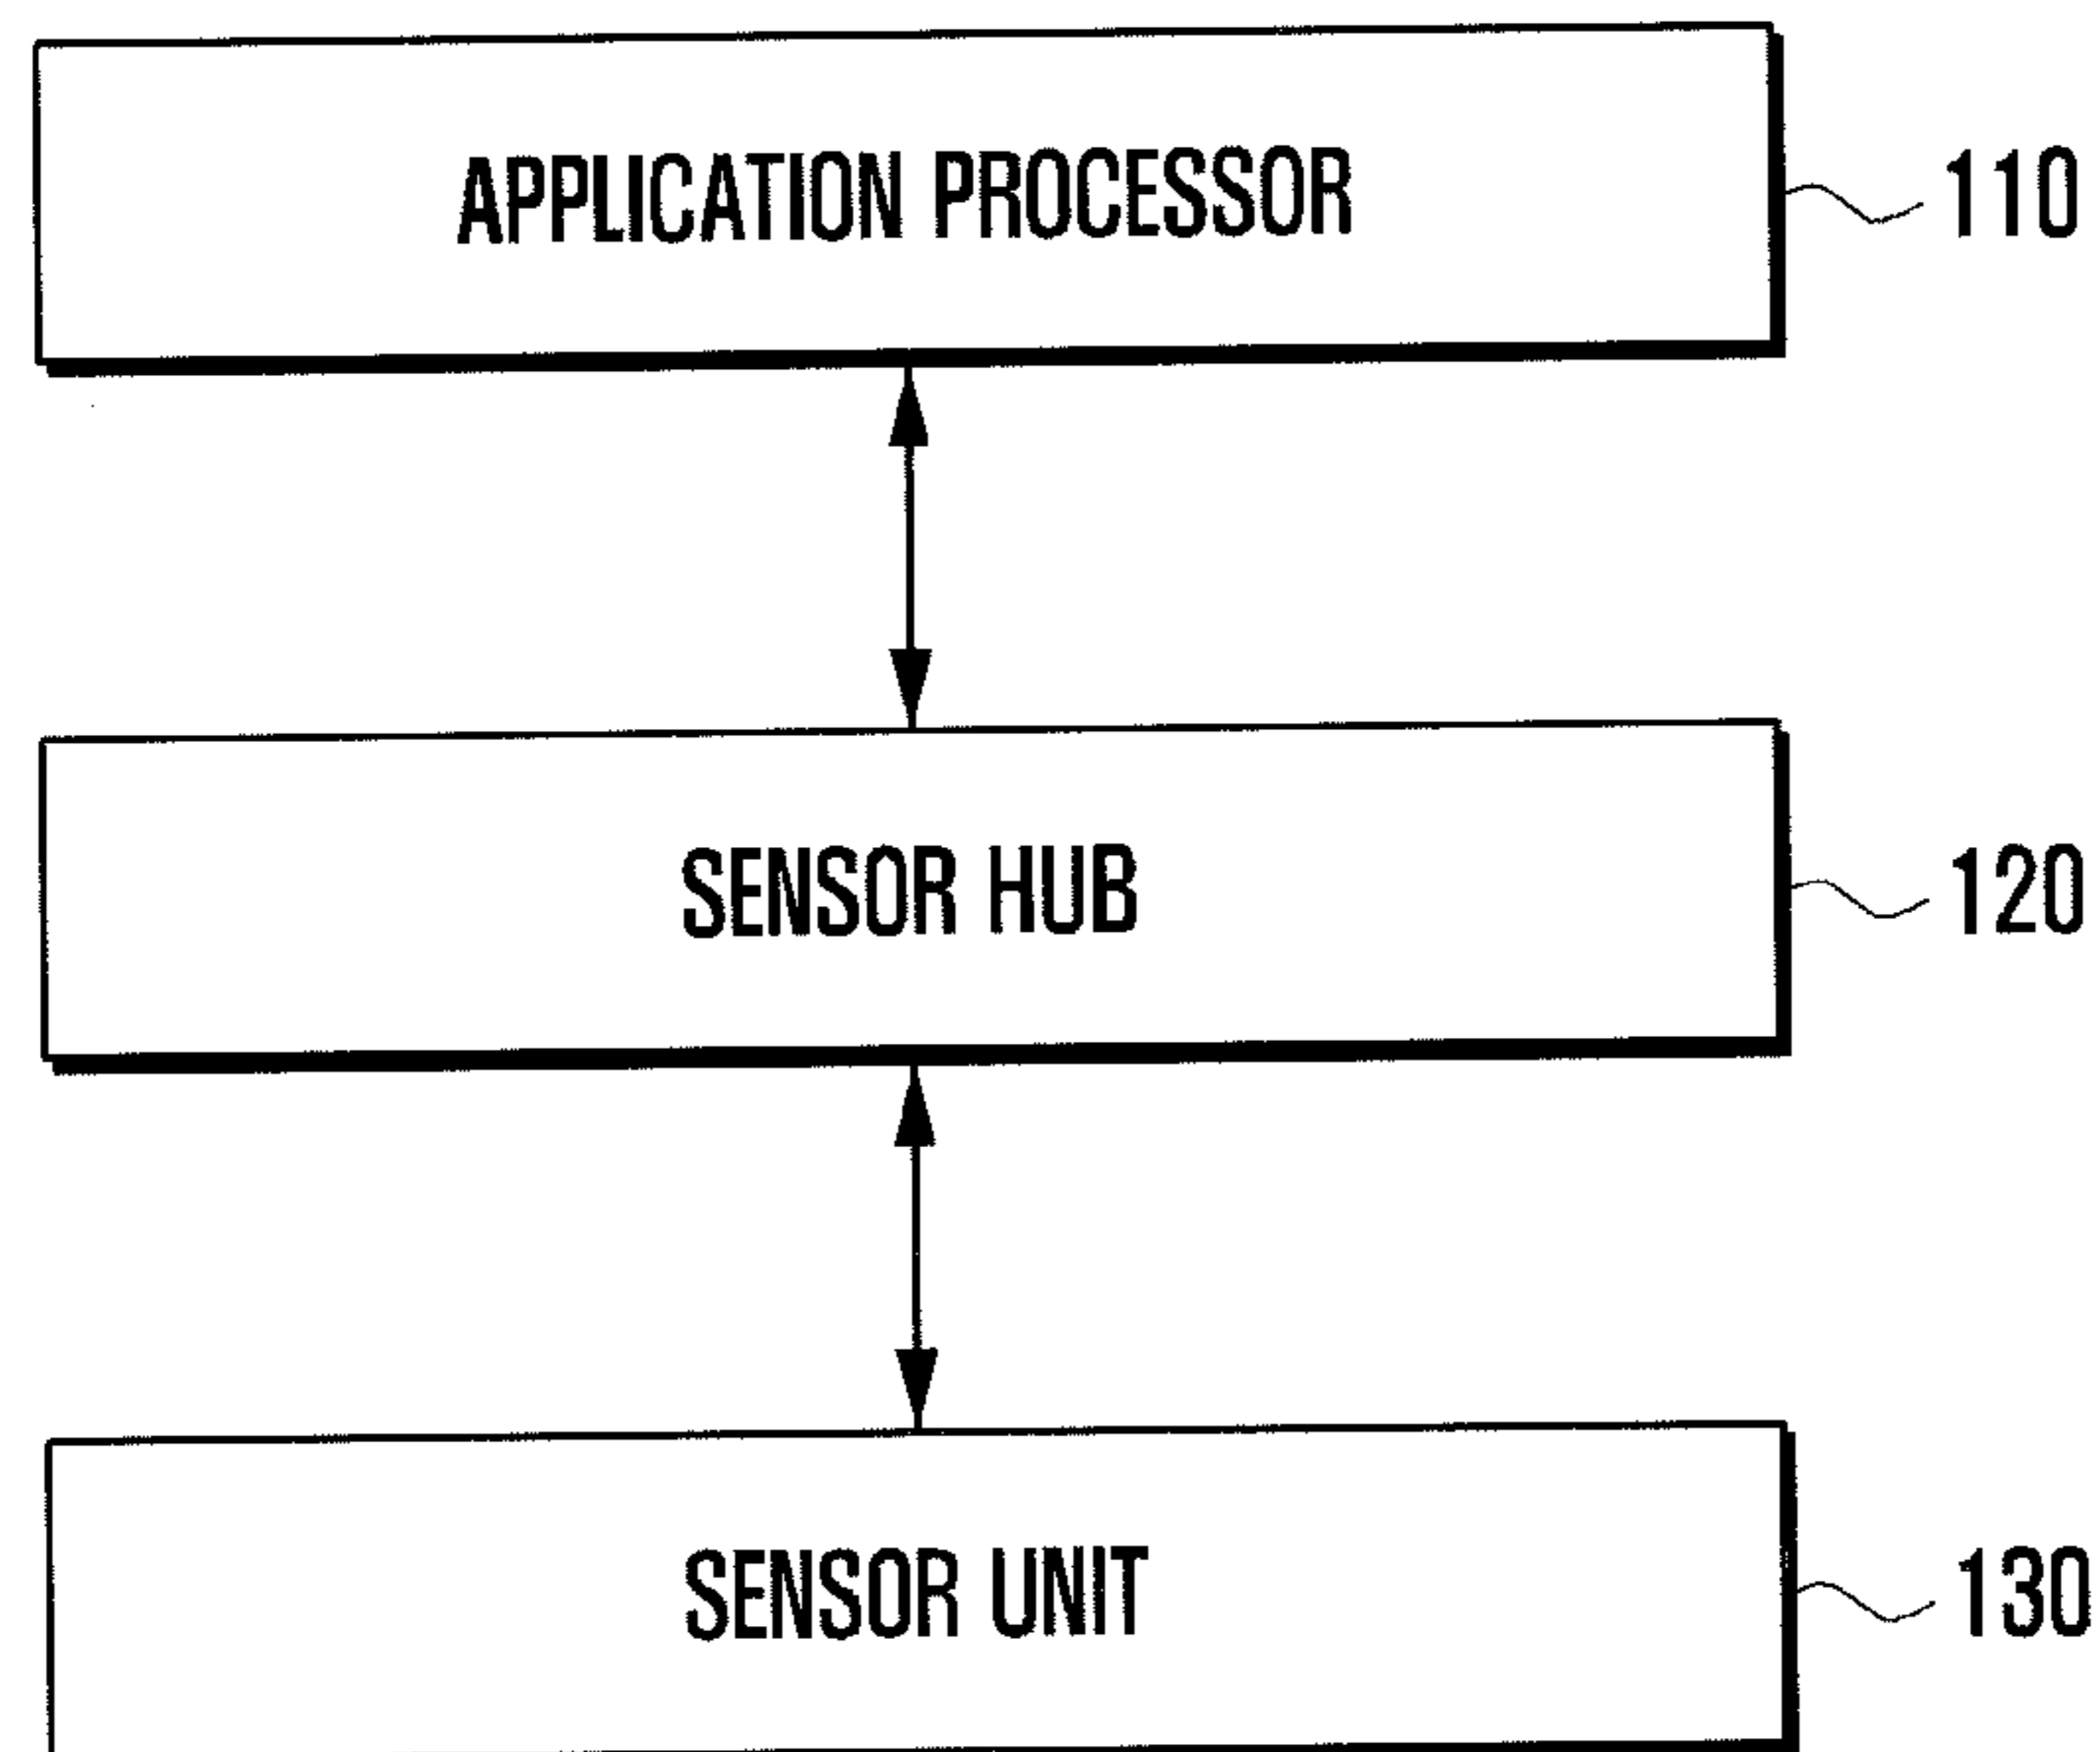 APPLICATION PROCESSOR
110
SENSOR HUB
120
SENSOR UNIT
130